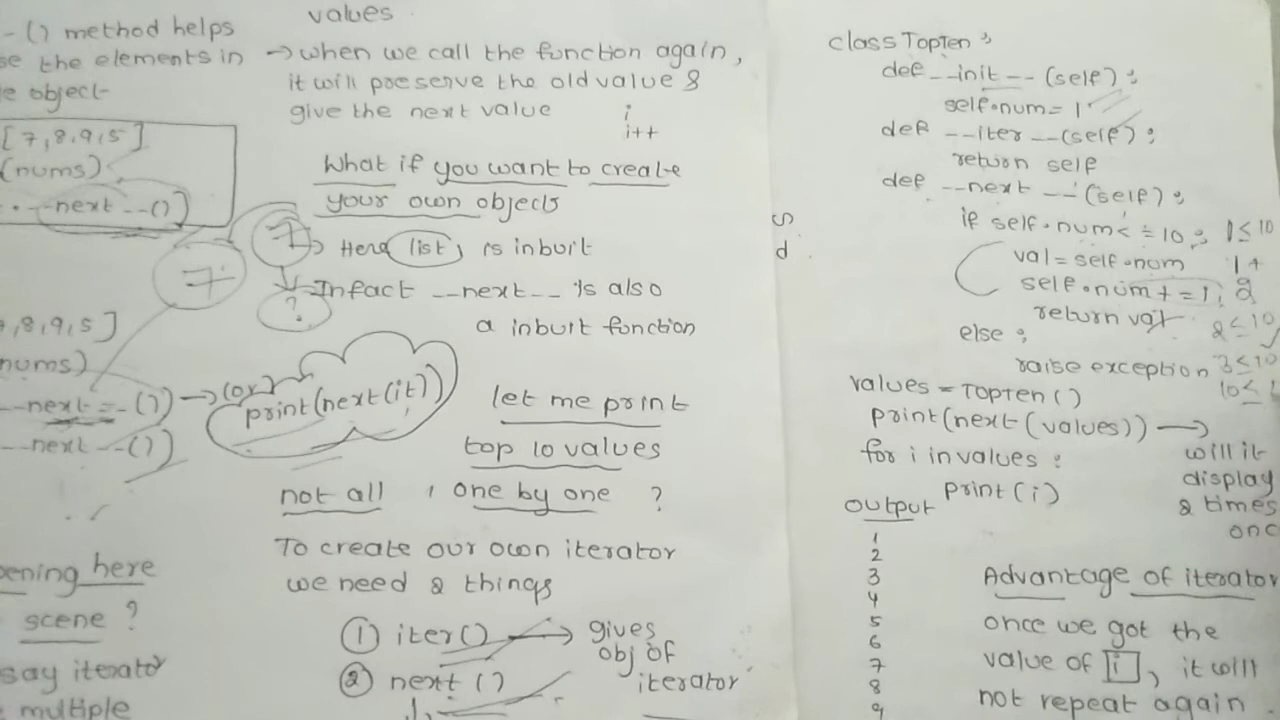 - () method helps
se the elements in
e object
[7,8,9,5]
(nums)
. __next__()
7
,8,9,5]
nums)
__next__()
__next__()
ening here
scene ?
say iterator
multiple
values
→ when we call the function again,
it will preserve the old value &
give the next value
i
i++
What if you want to create
your own objects
7
→ Here list, is inbuilt
?
Infact __next__ is also
a inbuilt function
→ (or)
print(next(it))
let me print
top 10 values
not all , one by one ?
To create our own iterator
we need 2 things
① iter() → gives
obj of
iterator
② next()
S
d
class TopTen :
def __init__ (self) :
self.num = 1
def __iter__ (self) :
return self
def __next__ (self) :
if self.num <= 10 : 1 ≤ 10
val = self.num 1+
self.num += 1, 2
return val 2 ≤ 10
else :
raise exception 3 ≤ 10
values = TopTen () 10 ≤
print(next(values)) →
will it
display
2 times
one
for i in values :
print(i)
output
1
2
3
4
5
6
7
8
9
Advantage of iterator
once we got the
value of i, it will
not repeat again.